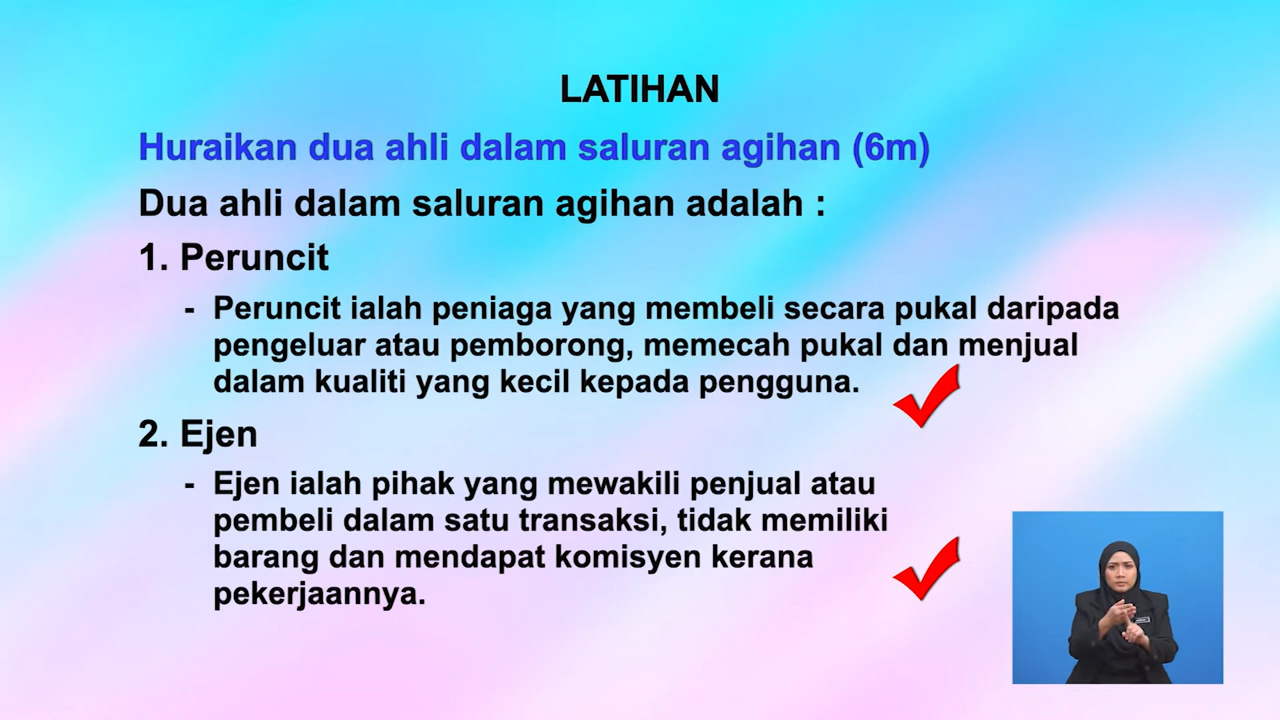 LATIHAN
Huraikan dua ahli dalam saluran agihan (6m)
Dua ahli dalam saluran agihan adalah :
1. Peruncit
- Peruncit ialah peniaga yang membeli secara pukal daripada
pengeluar atau pemborong, memecah pukal dan menjual
dalam kualiti yang kecil kepada pengguna.
2. Ejen
- Ejen ialah pihak yang mewakili penjual atau
pembeli dalam satu transaksi, tidak memiliki
barang dan mendapat komisyen kerana
pekerjaannya.